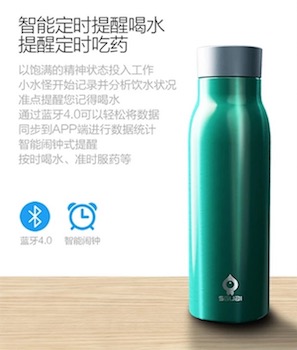 智能定时提醒喝水
提醒定时吃药
以饱满的精神状态投入工作
小水怪开始记录并分析饮水状况
准点提醒您记得喝水
通过蓝牙4.0可以轻松将数据
同步到APP端进行数据统计
智能闹钟式提醒
按时喝水、准时服药等
蓝牙4.0
智能闹钟
SGUAI